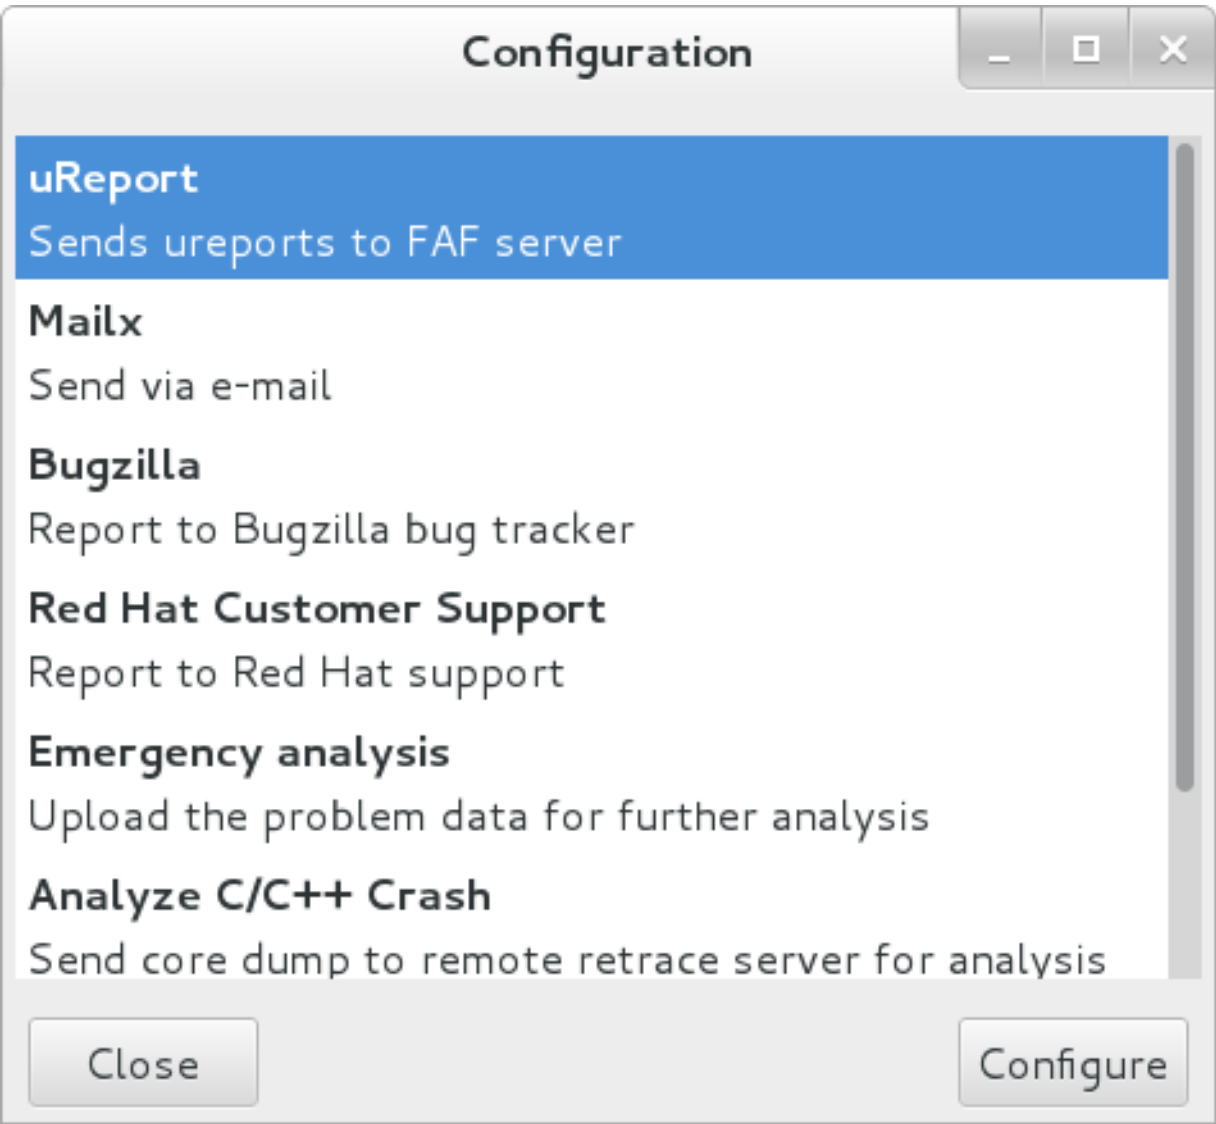 Configuration
uReport
Sends ureports to FAF server
Mailx
Send via e-mail
Bugzilla
Report to Bugzilla bug tracker
Red Hat Customer Support
Report to Red Hat support
Emergency analysis
Upload the problem data for further analysis
Analyze C/C++ Crash
Send core dump to remote retrace server for analysis
Close
Configure